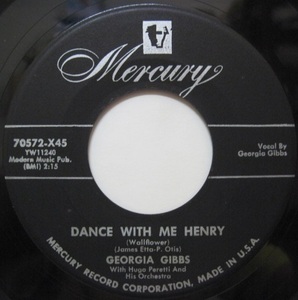 Mercury
70572-X45
YW11240
Modern Music Pub.
(BMI) 2:15
Vocal By
Georgia Gibbs
DANCE WITH ME HENRY
(Wallflower)
(James Etta-P. Otis)
GEORGIA GIBBS
With Hugo Peretti And
His Orchestra
MERCURY RECORD CORPORATION, MADE IN U.S.A.